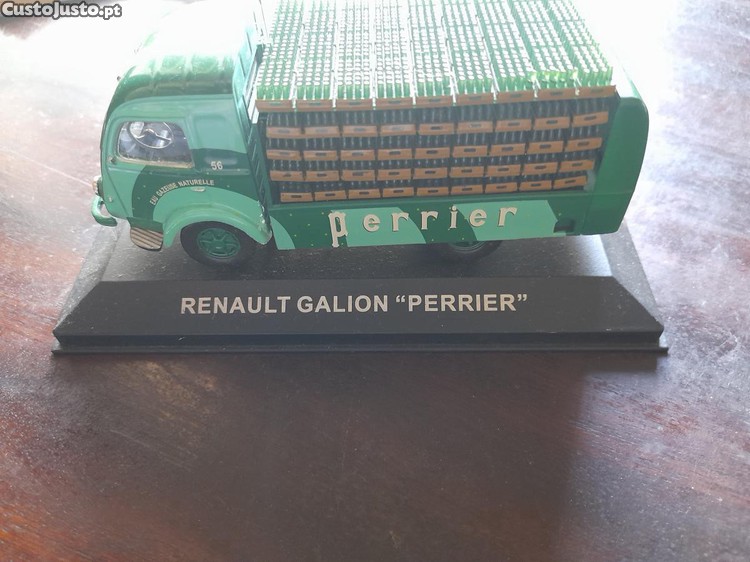 CustoJusto.pt
56
EAU GAZEUSE NATURELLE
perrier
RENAULT GALION “PERRIER”